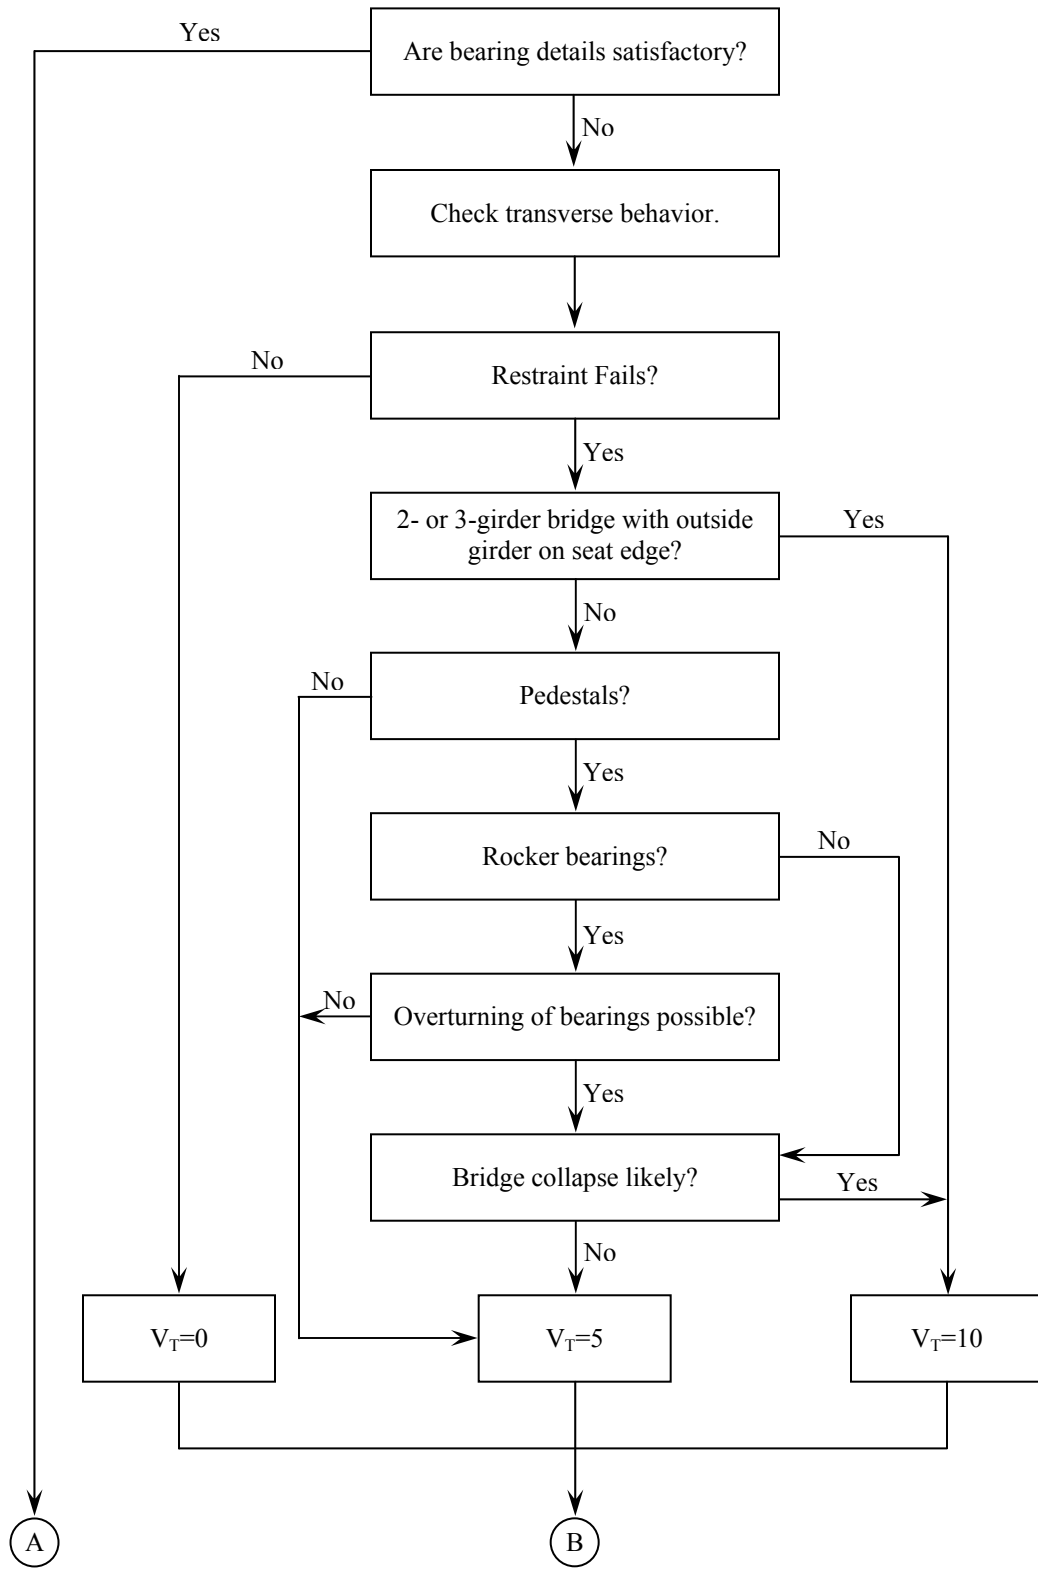 Yes
Are bearing details satisfactory?
No
Check transverse behavior.
No
Restraint Fails?
Yes
2- or 3-girder bridge with outside
girder on seat edge?
Yes
No
No
Pedestals?
Yes
Rocker bearings?
No
Yes
No
Overturning of bearings possible?
Yes
Bridge collapse likely?
Yes
No
V_T=0
V_T=5
V_T=10
A
B